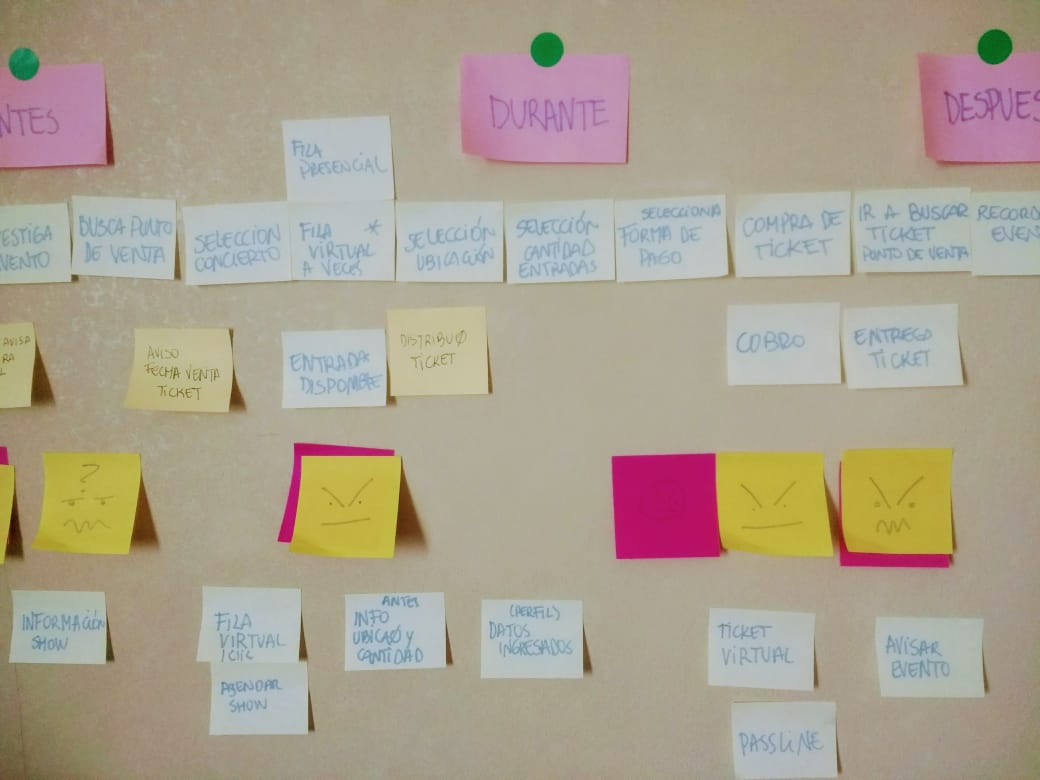 NTES
DURANTE
DESPUES
FILA
PRESENCIAL
ESTIGA
VENTO
BUSCA PUNTO
DE VENTA
SELECCION
CONCIERTO
FILA *
VIRTUAL
A VECES
SELECCIÓN
UBICACIÓN
SELECCIÓN
CANTIDAD
ENTRADAS
SELECCIONA
FORMA DE
PAGO
COMPRA DE
TICKET
IR A BUSCAR
TICKET
PUNTO DE VENTA
RECORD
EVEN
AVISA
RA
L
AVISO
FECHA VENTA
TICKET
ENTRADA
DISPONIBLE
DISTRIBUÓ
TICKET
COBRO
ENTREGA
TICKET
?
INFORMACIÓN
SHOW
FILA
VIRTUAL
/CLIC
AGENDAR
SHOW
ANTES
INFO
UBICAÓ Y
CANTIDAD
(PERFIL)
DATOS
INGRESADOS
TICKET
VIRTUAL
PASSLINE
AVISAR
EVENTO